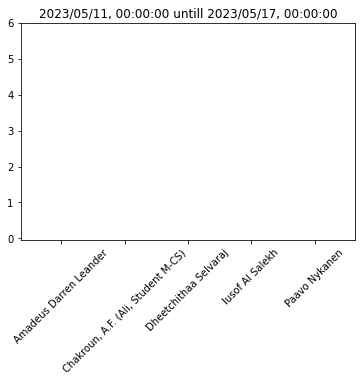 2023/05/11, 00:00:00 untill 2023/05/17, 00:00:00
6
5
4
3
2
1
0
Amadeus Darren Leander
Chakroun, A.F. (Ali, Student M-CS)
Dheetchithaa Selvaraj
Iusof Al Salekh
Paavo Nykanen